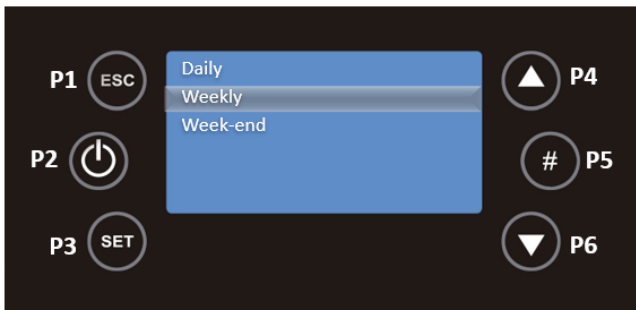 P1 ESC
Daily
Weekly
Week-end
P4
P2
# P5
P3 SET
P6